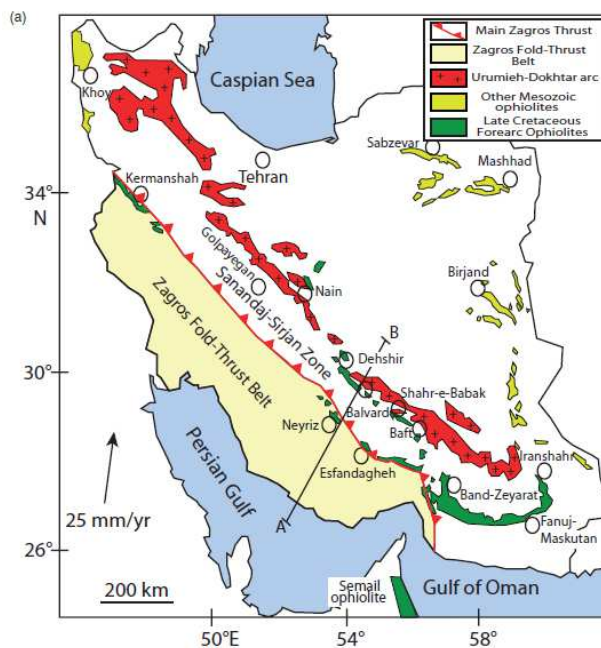 (a)
Main Zagros Thrust
Zagros Fold-Thrust
Belt
Urumieh-Dokhtar arc
Other Mesozoic
ophiolites
Late Cretaceous
Forearc Ophiolites
Khoy
Caspian Sea
Sabzevar
Mashhad
Tehran
Kermanshah
34°
N
Golpayegan
Nain
Birjand
Sanandaj-Sirjan Zone
Zagros Fold-Thrust Belt
B
30°
Dehshir
Shahr-e-Babak
Balvard
Baft
Neyriz
Iranshahr
Esfandagheh
Band-Zeyarat
Persian Gulf
A
25 mm/yr
Fanuj-
Maskutan
26°
200 km
Semail
ophiolite
Gulf of Oman
50°E
54°
58°